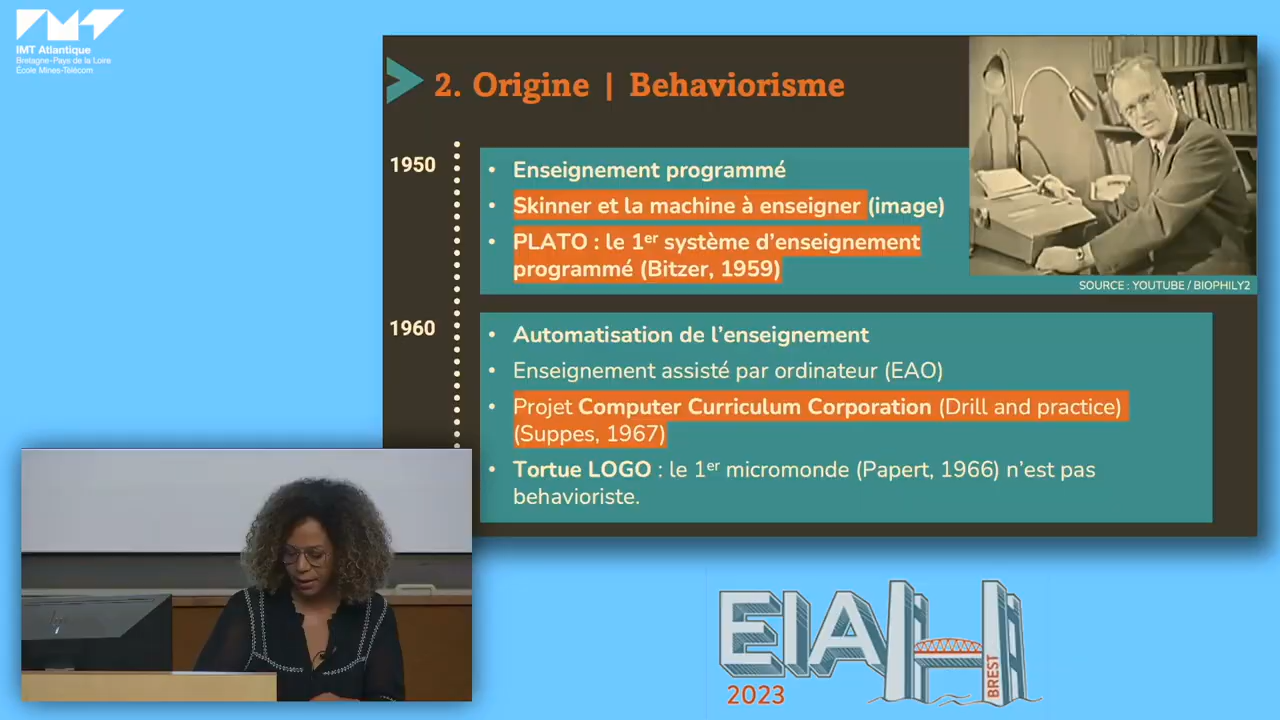 IMT Atlantique
Bretagne-Pays de la Loire
École Mines-Télécom
2. Origine | Behaviorisme
1950
• Enseignement programmé
• Skinner et la machine à enseigner (image)
• PLATO : le 1er système d'enseignement
programmé (Bitzer, 1959)
SOURCE : YOUTUBE / BIOPHILY2
1960
• Automatisation de l'enseignement
• Enseignement assisté par ordinateur (EAO)
• Projet Computer Curriculum Corporation (Drill and practice)
(Suppes, 1967)
• Tortue LOGO : le 1er micromonde (Papert, 1966) n'est pas
behavioriste.
EIAH
2023
BREST